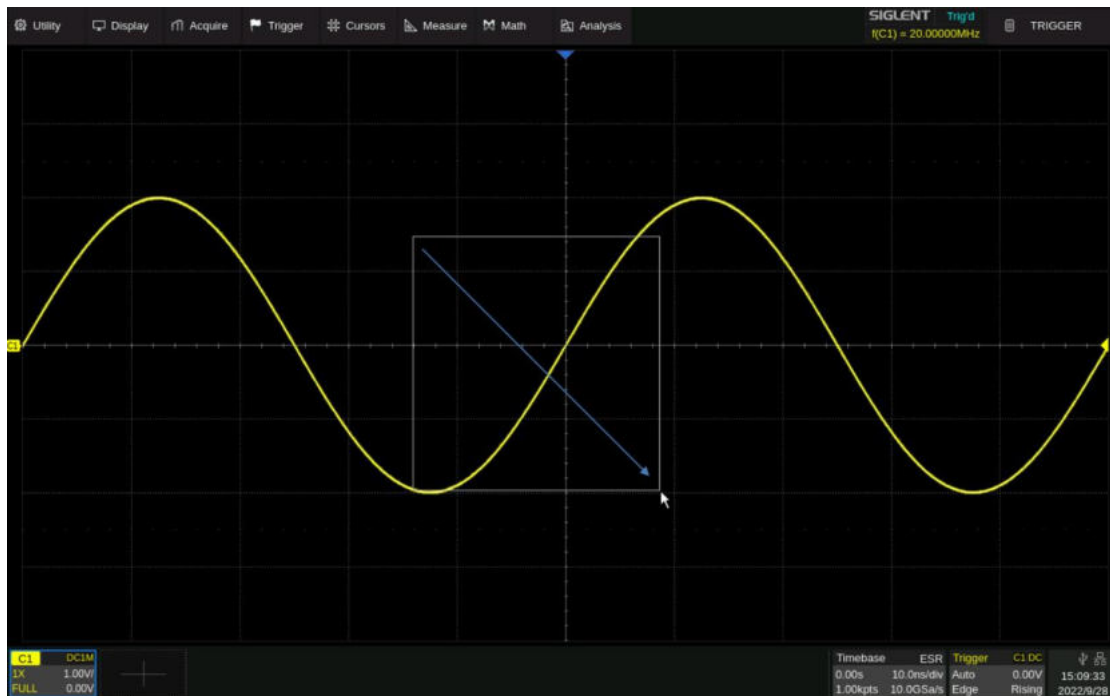 Utility Display Acquire Trigger Cursors Measure Math Analysis
SIGLENT Trig'd
f(C1) = 20.00000MHz
TRIGGER
C1
C1 DC1M
1X 1.00V/
FULL 0.00V
Timebase ESR
0.00s 10.0ns/div
1.00kpts 10.0GSa/s
Trigger C1 DC
Auto 0.00V
Edge Rising
15:09:33
2022/9/28